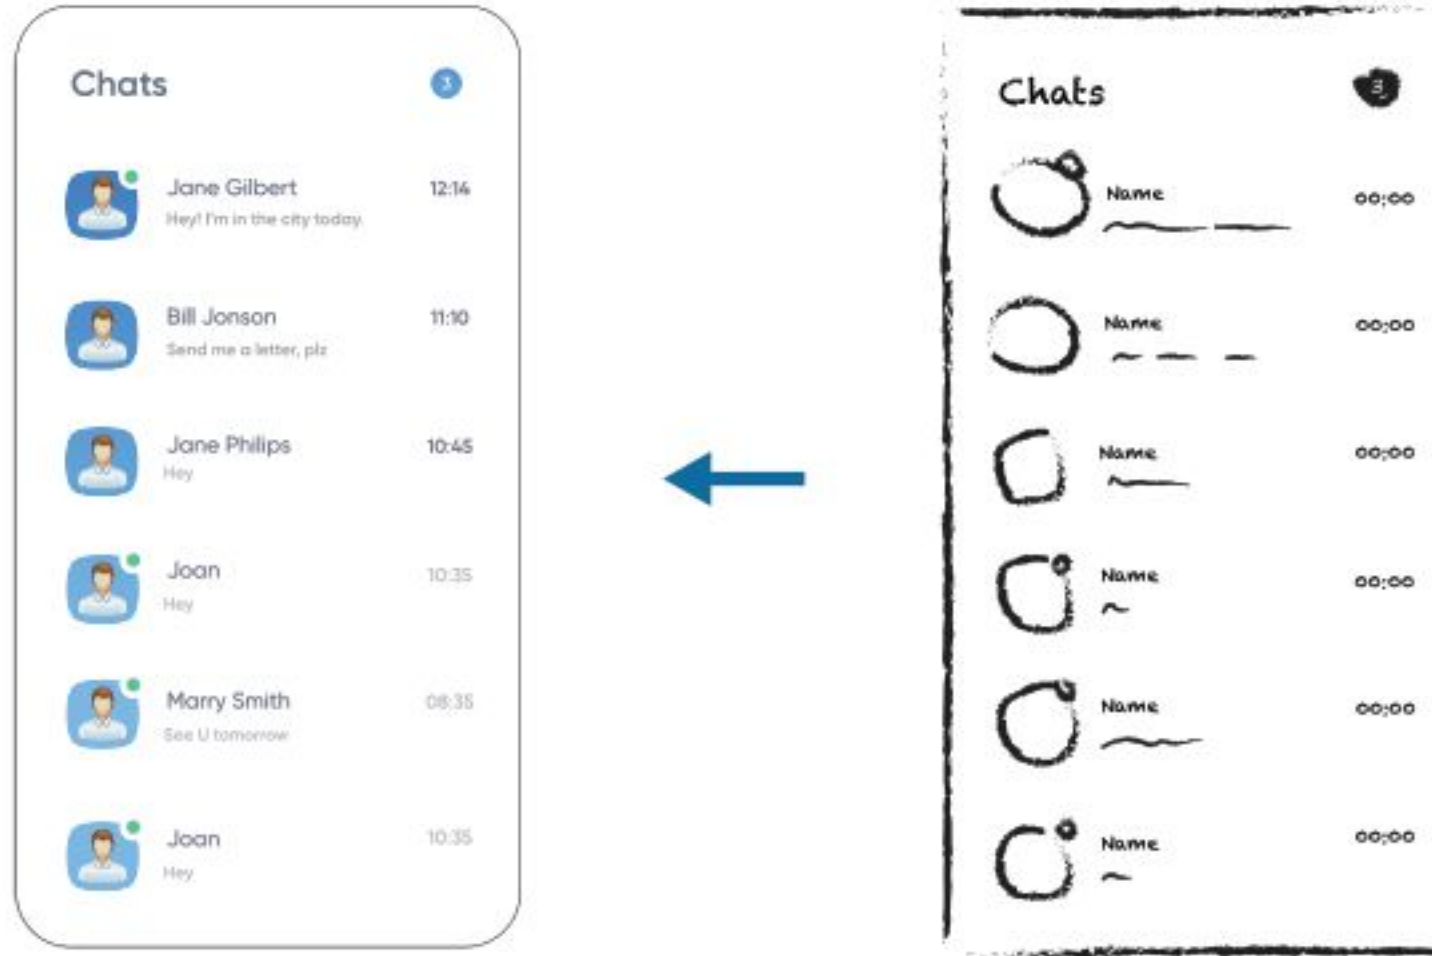 Chats 3
Jane Gilbert 12:14
Hey! I'm in the city today.
Bill Jonson 11:10
Send me a letter, plz
Jane Philips 10:45
Hey
Joan 10:35
Hey
Marry Smith 08:35
See U tomorrow
Joan 10:35
Hey
Chats 3
Name 00:00
Name 00:00
Name 00:00
Name 00:00
Name 00:00
Name 00:00